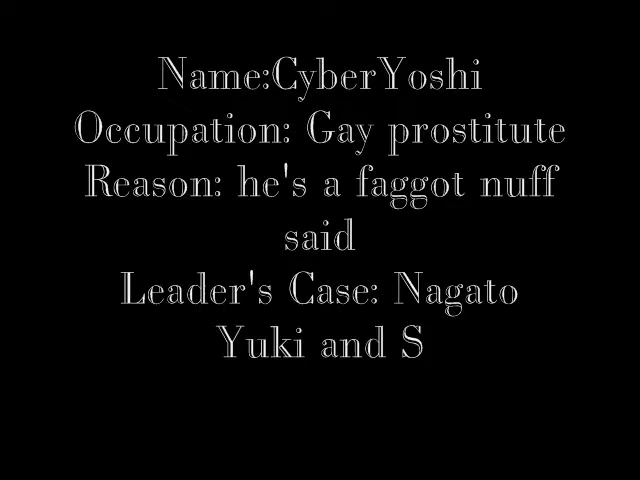 Name:CyberYoshi
Occupation: Gay prostitute
Reason: he's a faggot nuff
said
Leader's Case: Nagato
Yuki and S